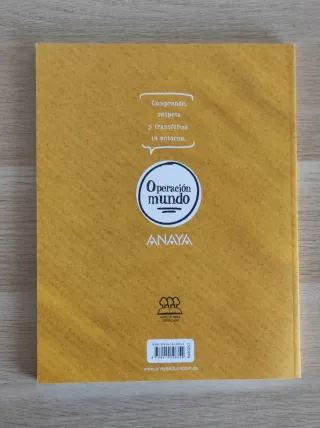 Comprende,
respeta
y transforma
tu entorno.
Operación
mundo
ANAYA
www.anayaeducacion.es